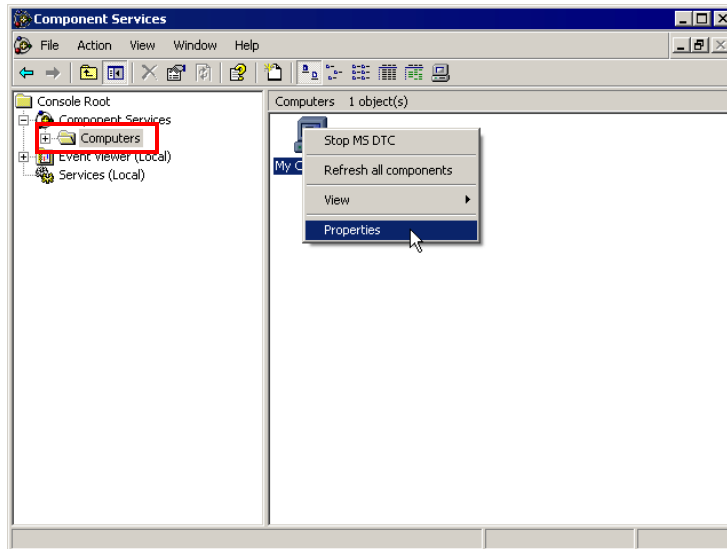 Component Services
File Action View Window Help
Console Root
Component Services
Computers
Event Viewer (Local)
Services (Local)
Computers 1 object(s)
My C
Stop MS DTC
Refresh all components
View
Properties